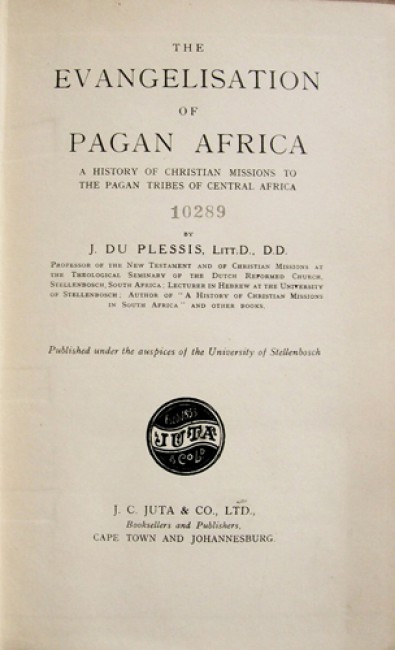 THE
EVANGELISATION
OF
PAGAN AFRICA
A HISTORY OF CHRISTIAN MISSIONS TO
THE PAGAN TRIBES OF CENTRAL AFRICA
10289
BY
J. DU PLESSIS, LITT.D., D.D.
PROFESSOR OF THE NEW TESTAMENT AND OF CHRISTIAN MISSIONS AT
THE THEOLOGICAL SEMINARY OF THE DUTCH REFORMED CHURCH,
STELLENBOSCH, SOUTH AFRICA; LECTURER IN HEBREW AT THE UNIVERSITY
OF STELLENBOSCH; AUTHOR OF "A HISTORY OF CHRISTIAN MISSIONS
IN SOUTH AFRICA" AND OTHER BOOKS.
Published under the auspices of the University of Stellenbosch
JUTA
& Co Ld
J. C. JUTA & CO., LTD.,
Booksellers and Publishers,
CAPE TOWN AND JOHANNESBURG.